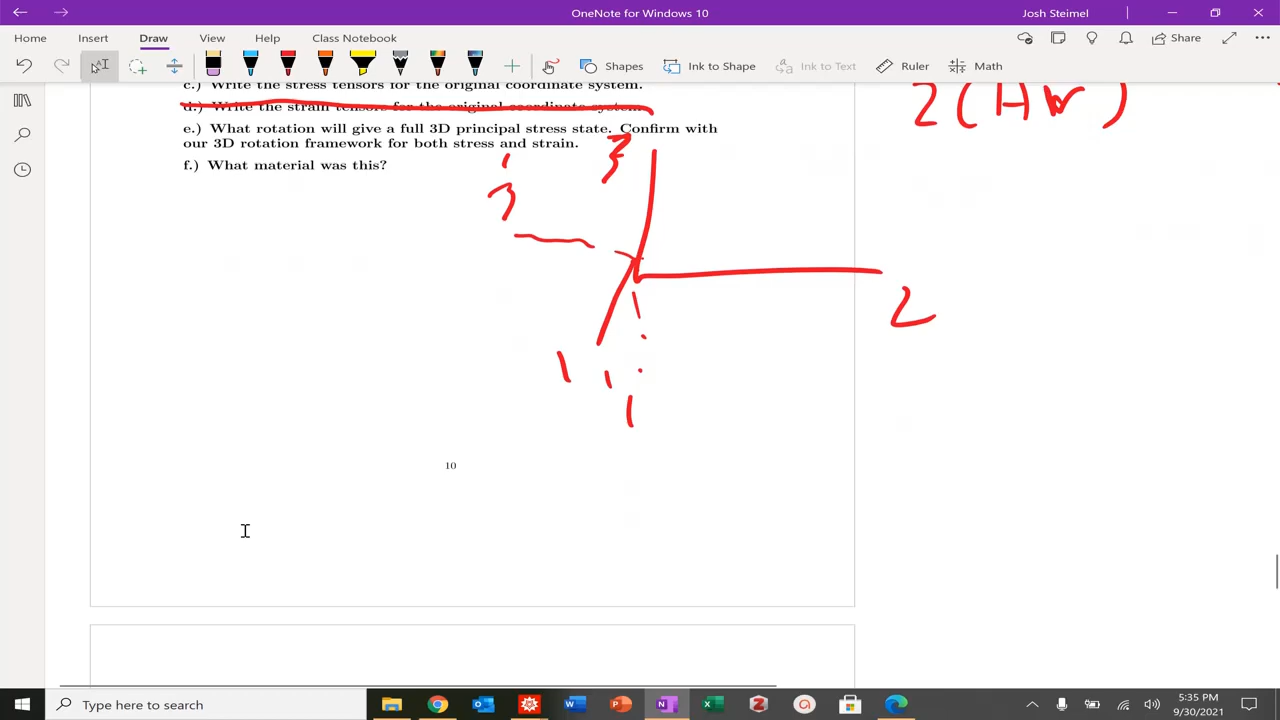 OneNote for Windows 10
Josh Steimel
Home Insert Draw View Help Class Notebook
Share
Shapes
Ink to Shape
Ink to Text
Ruler
Math
c.) Write the stress tensors for the original coordinate system.
d.) Write the strain tensors for the original coordinate system.
e.) What rotation will give a full 3D principal stress state. Confirm with
our 3D rotation framework for both stress and strain.
f.) What material was this?
3
3
2
1
1
10
Type here to search
5:35 PM
9/30/2021